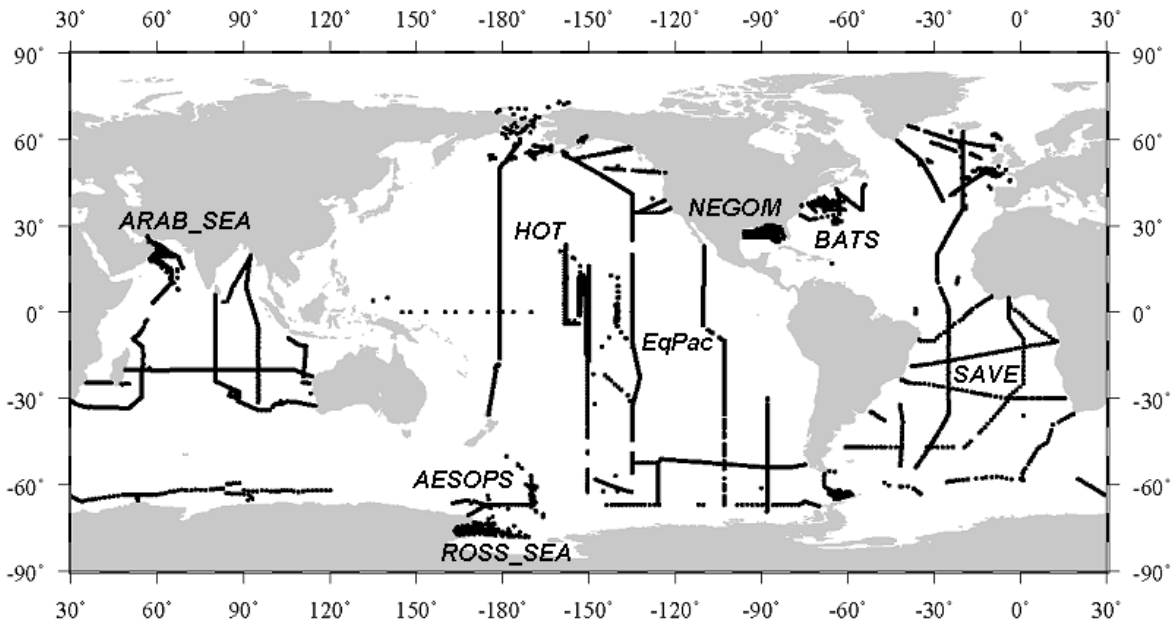 30˚ 60˚ 90˚ 120˚ 150˚ -180˚ -150˚ -120˚ -90˚ -60˚ -30˚ 0˚ 30˚
90˚ 90˚
60˚ 60˚
ARAB_SEA HOT NEGOM BATS
30˚ 30˚
0˚ 0˚
EqPac
SAVE
-30˚ -30˚
AESOPS
-60˚ -60˚
ROSS_SEA
-90˚ -90˚
30˚ 60˚ 90˚ 120˚ 150˚ -180˚ -150˚ -120˚ -90˚ -60˚ -30˚ 0˚ 30˚